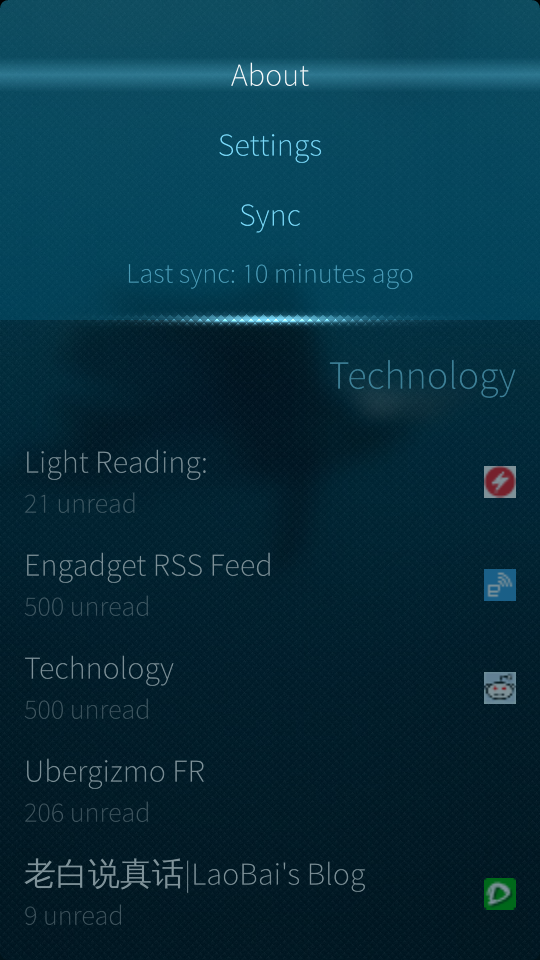 About
Settings
Sync
Last sync: 10 minutes ago
Technology
Light Reading:
21 unread
Engadget RSS Feed
500 unread
Technology
500 unread
Ubergizmo FR
206 unread
老白说真话|LaoBai's Blog
9 unread